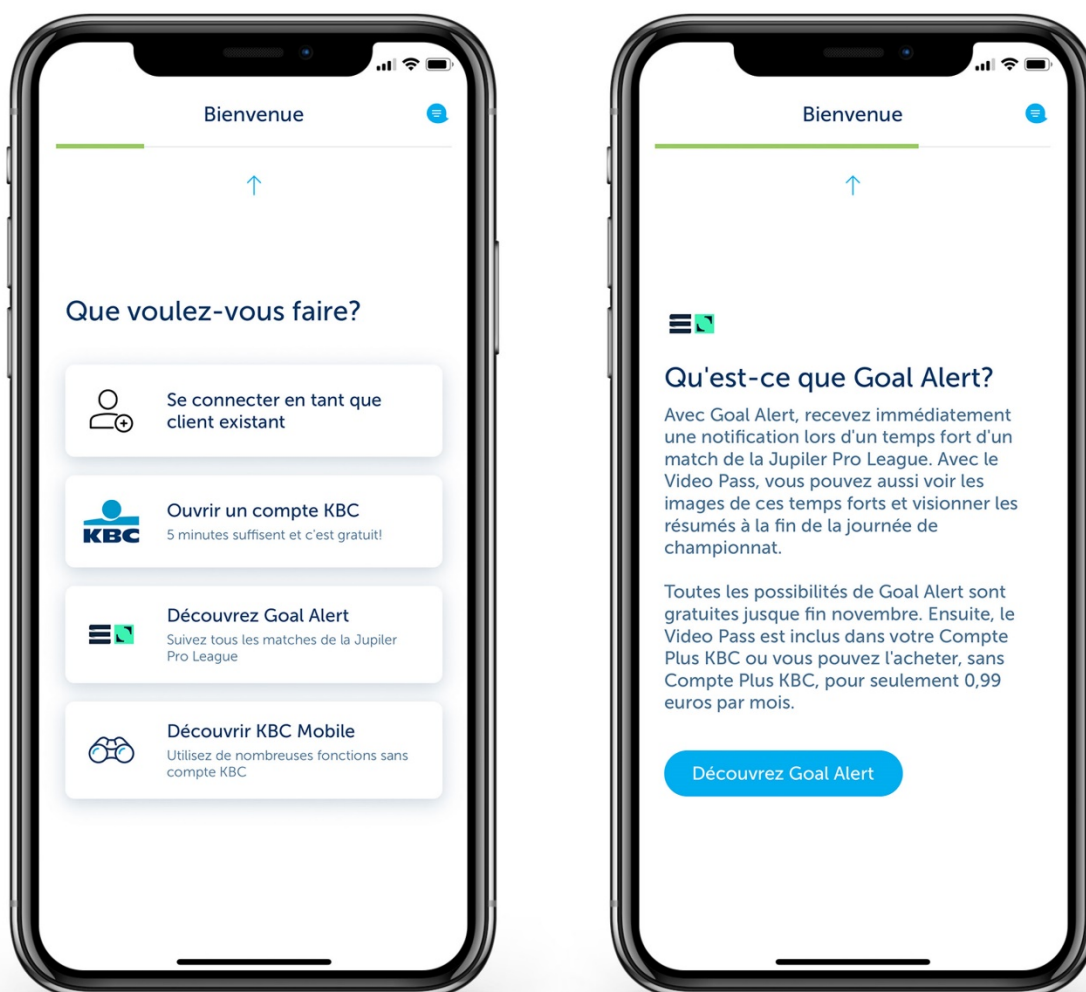 Bienvenue
Que voulez-vous faire?
Se connecter en tant que
client existant
KBC
Ouvrir un compte KBC
5 minutes suffisent et c'est gratuit!
Découvrez Goal Alert
Suivez tous les matches de la Jupiler
Pro League
Découvrir KBC Mobile
Utilisez de nombreuses fonctions sans
compte KBC
Bienvenue
Qu'est-ce que Goal Alert?
Avec Goal Alert, recevez immédiatement
une notification lors d'un temps fort d'un
match de la Jupiler Pro League. Avec le
Video Pass, vous pouvez aussi voir les
images de ces temps forts et visionner les
résumés à la fin de la journée de
championnat.
Toutes les possibilités de Goal Alert sont
gratuites jusque fin novembre. Ensuite, le
Video Pass est inclus dans votre Compte
Plus KBC ou vous pouvez l'acheter, sans
Compte Plus KBC, pour seulement 0,99
euros par mois.
Découvrez Goal Alert